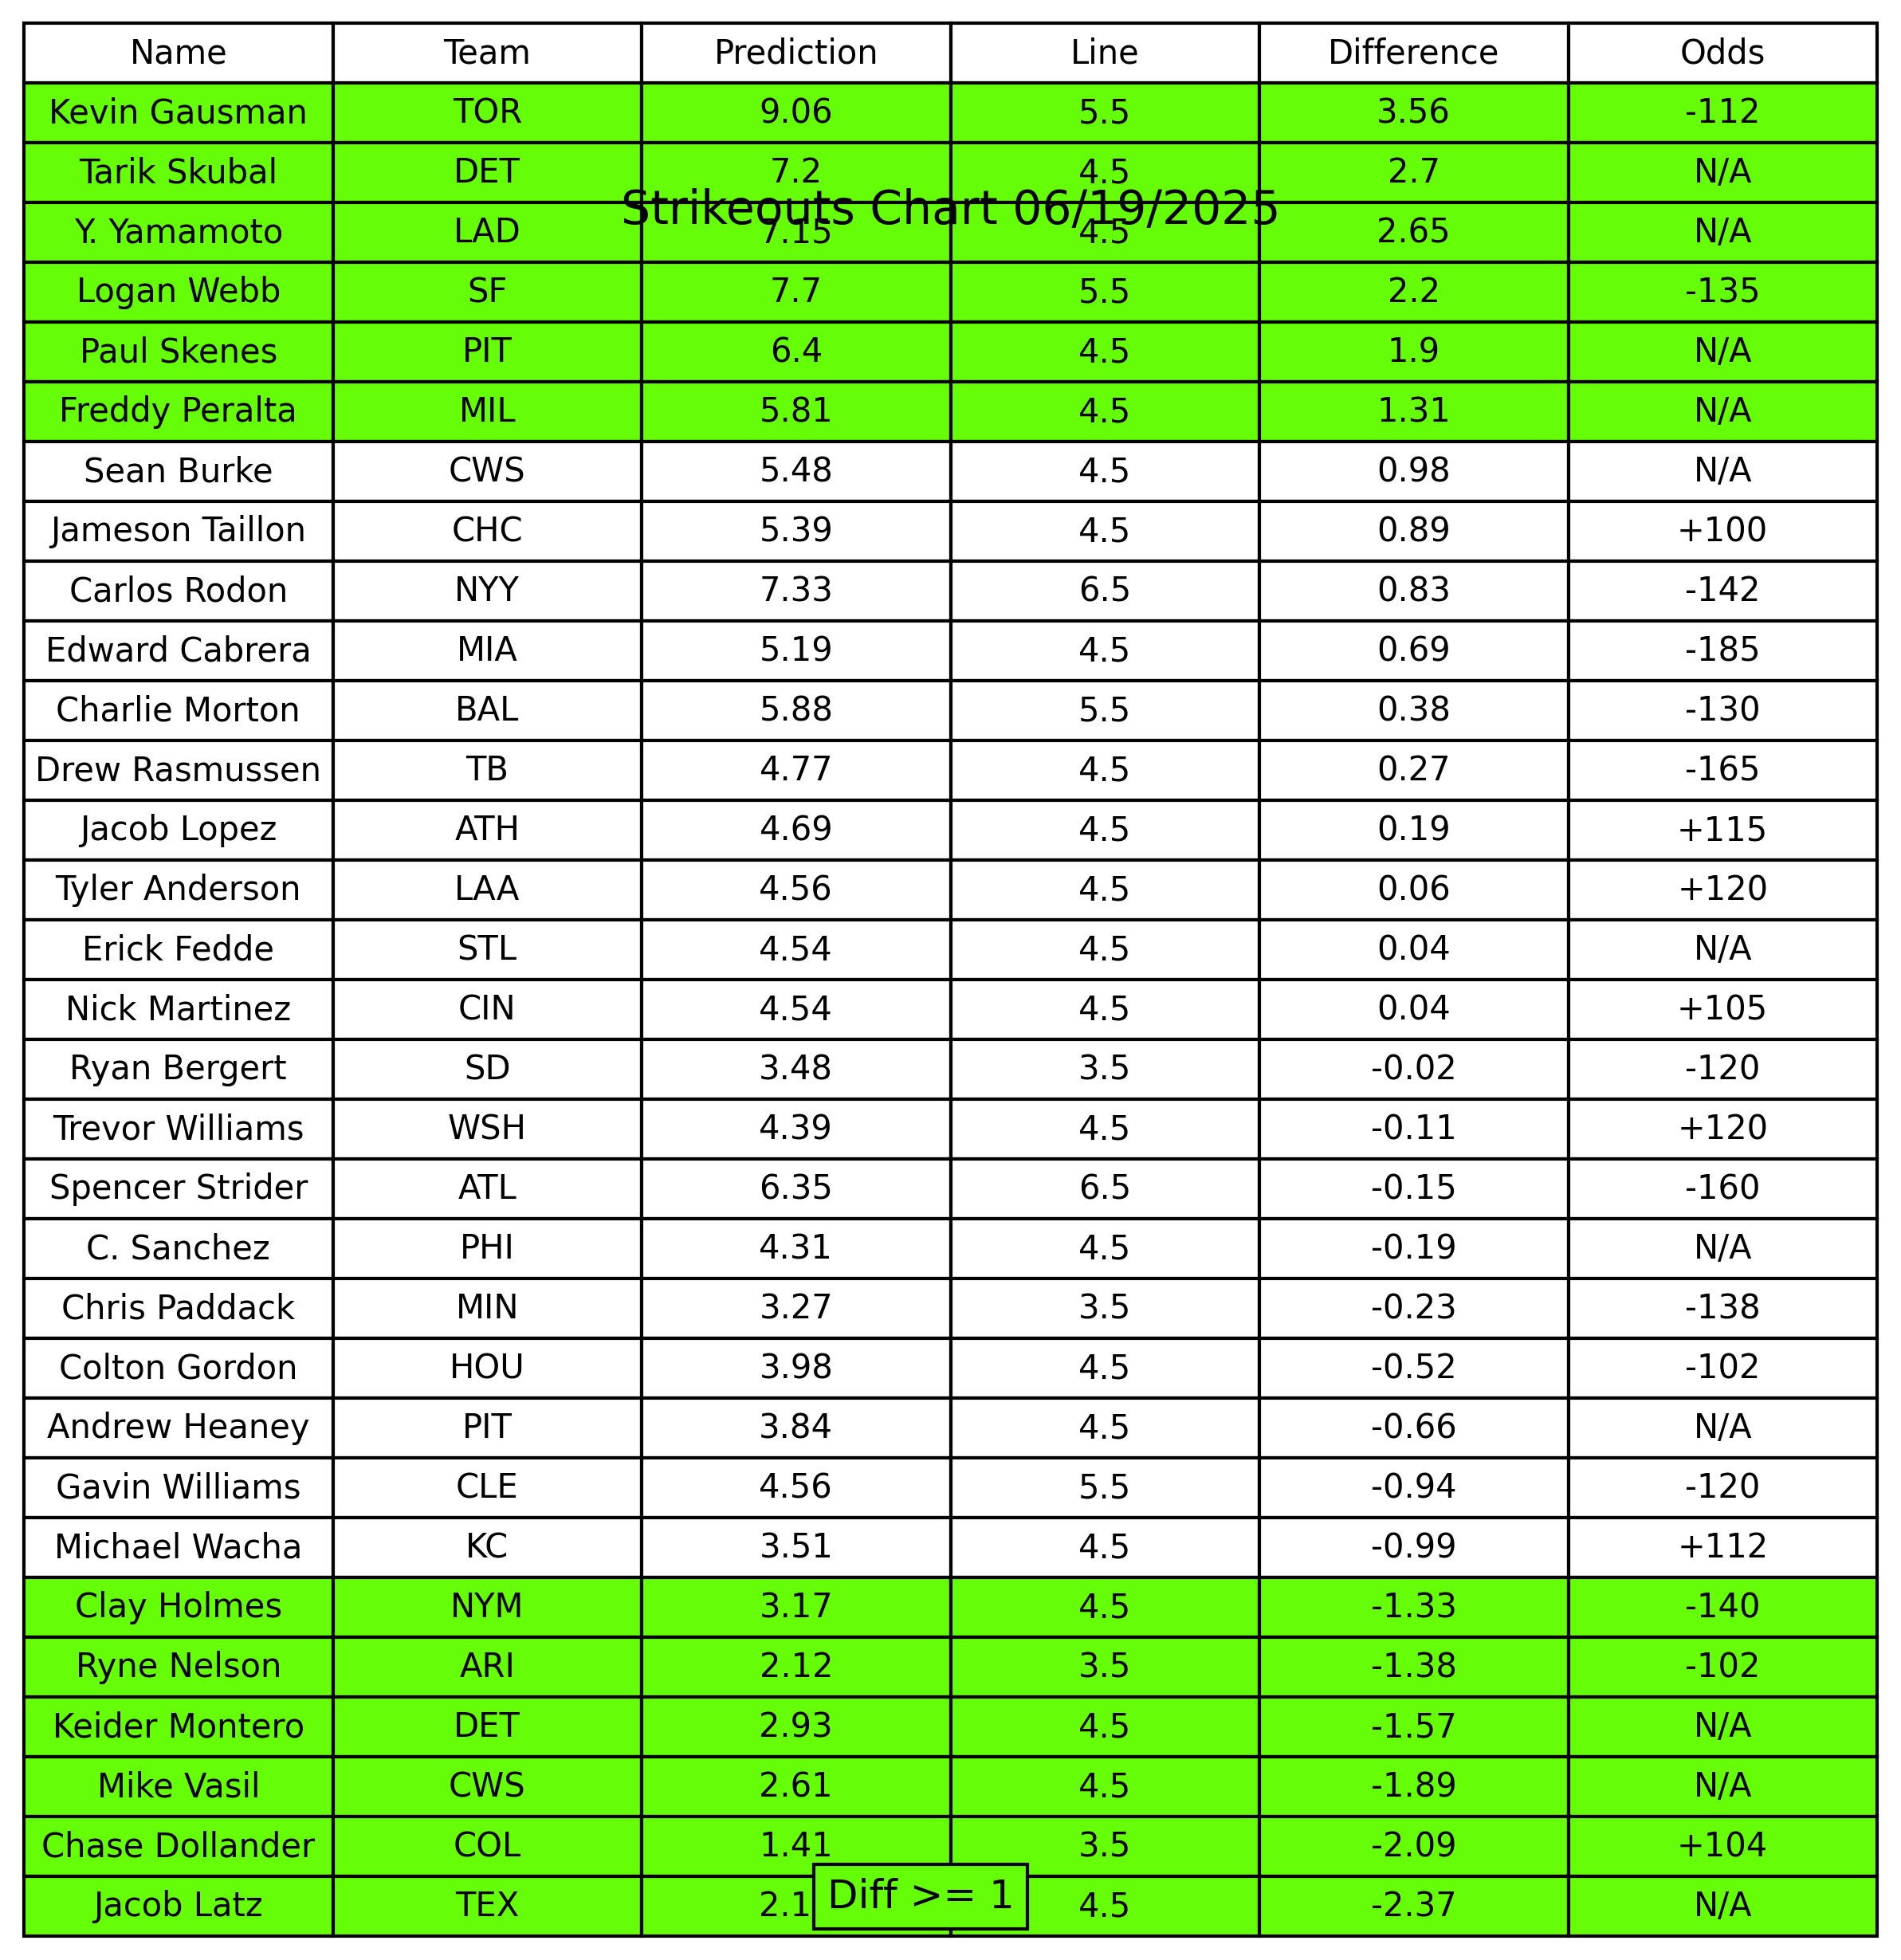 Name Team Prediction Line Difference Odds
Kevin Gausman TOR 9.06 5.5 3.56 -112
Tarik Skubal DET 7.2 4.5 2.7 N/A
Strikeouts Chart 06/19/2025
Y. Yamamoto LAD 7.15 4.5 2.65 N/A
Logan Webb SF 7.7 5.5 2.2 -135
Paul Skenes PIT 6.4 4.5 1.9 N/A
Freddy Peralta MIL 5.81 4.5 1.31 N/A
Sean Burke CWS 5.48 4.5 0.98 N/A
Jameson Taillon CHC 5.39 4.5 0.89 +100
Carlos Rodon NYY 7.33 6.5 0.83 -142
Edward Cabrera MIA 5.19 4.5 0.69 -185
Charlie Morton BAL 5.88 5.5 0.38 -130
Drew Rasmussen TB 4.77 4.5 0.27 -165
Jacob Lopez ATH 4.69 4.5 0.19 +115
Tyler Anderson LAA 4.56 4.5 0.06 +120
Erick Fedde STL 4.54 4.5 0.04 N/A
Nick Martinez CIN 4.54 4.5 0.04 +105
Ryan Bergert SD 3.48 3.5 -0.02 -120
Trevor Williams WSH 4.39 4.5 -0.11 +120
Spencer Strider ATL 6.35 6.5 -0.15 -160
C. Sanchez PHI 4.31 4.5 -0.19 N/A
Chris Paddack MIN 3.27 3.5 -0.23 -138
Colton Gordon HOU 3.98 4.5 -0.52 -102
Andrew Heaney PIT 3.84 4.5 -0.66 N/A
Gavin Williams CLE 4.56 5.5 -0.94 -120
Michael Wacha KC 3.51 4.5 -0.99 +112
Clay Holmes NYM 3.17 4.5 -1.33 -140
Ryne Nelson ARI 2.12 3.5 -1.38 -102
Keider Montero DET 2.93 4.5 -1.57 N/A
Mike Vasil CWS 2.61 4.5 -1.89 N/A
Chase Dollander COL 1.41 3.5 -2.09 +104
Jacob Latz TEX 4.5 -2.37 N/A
Diff >= 1